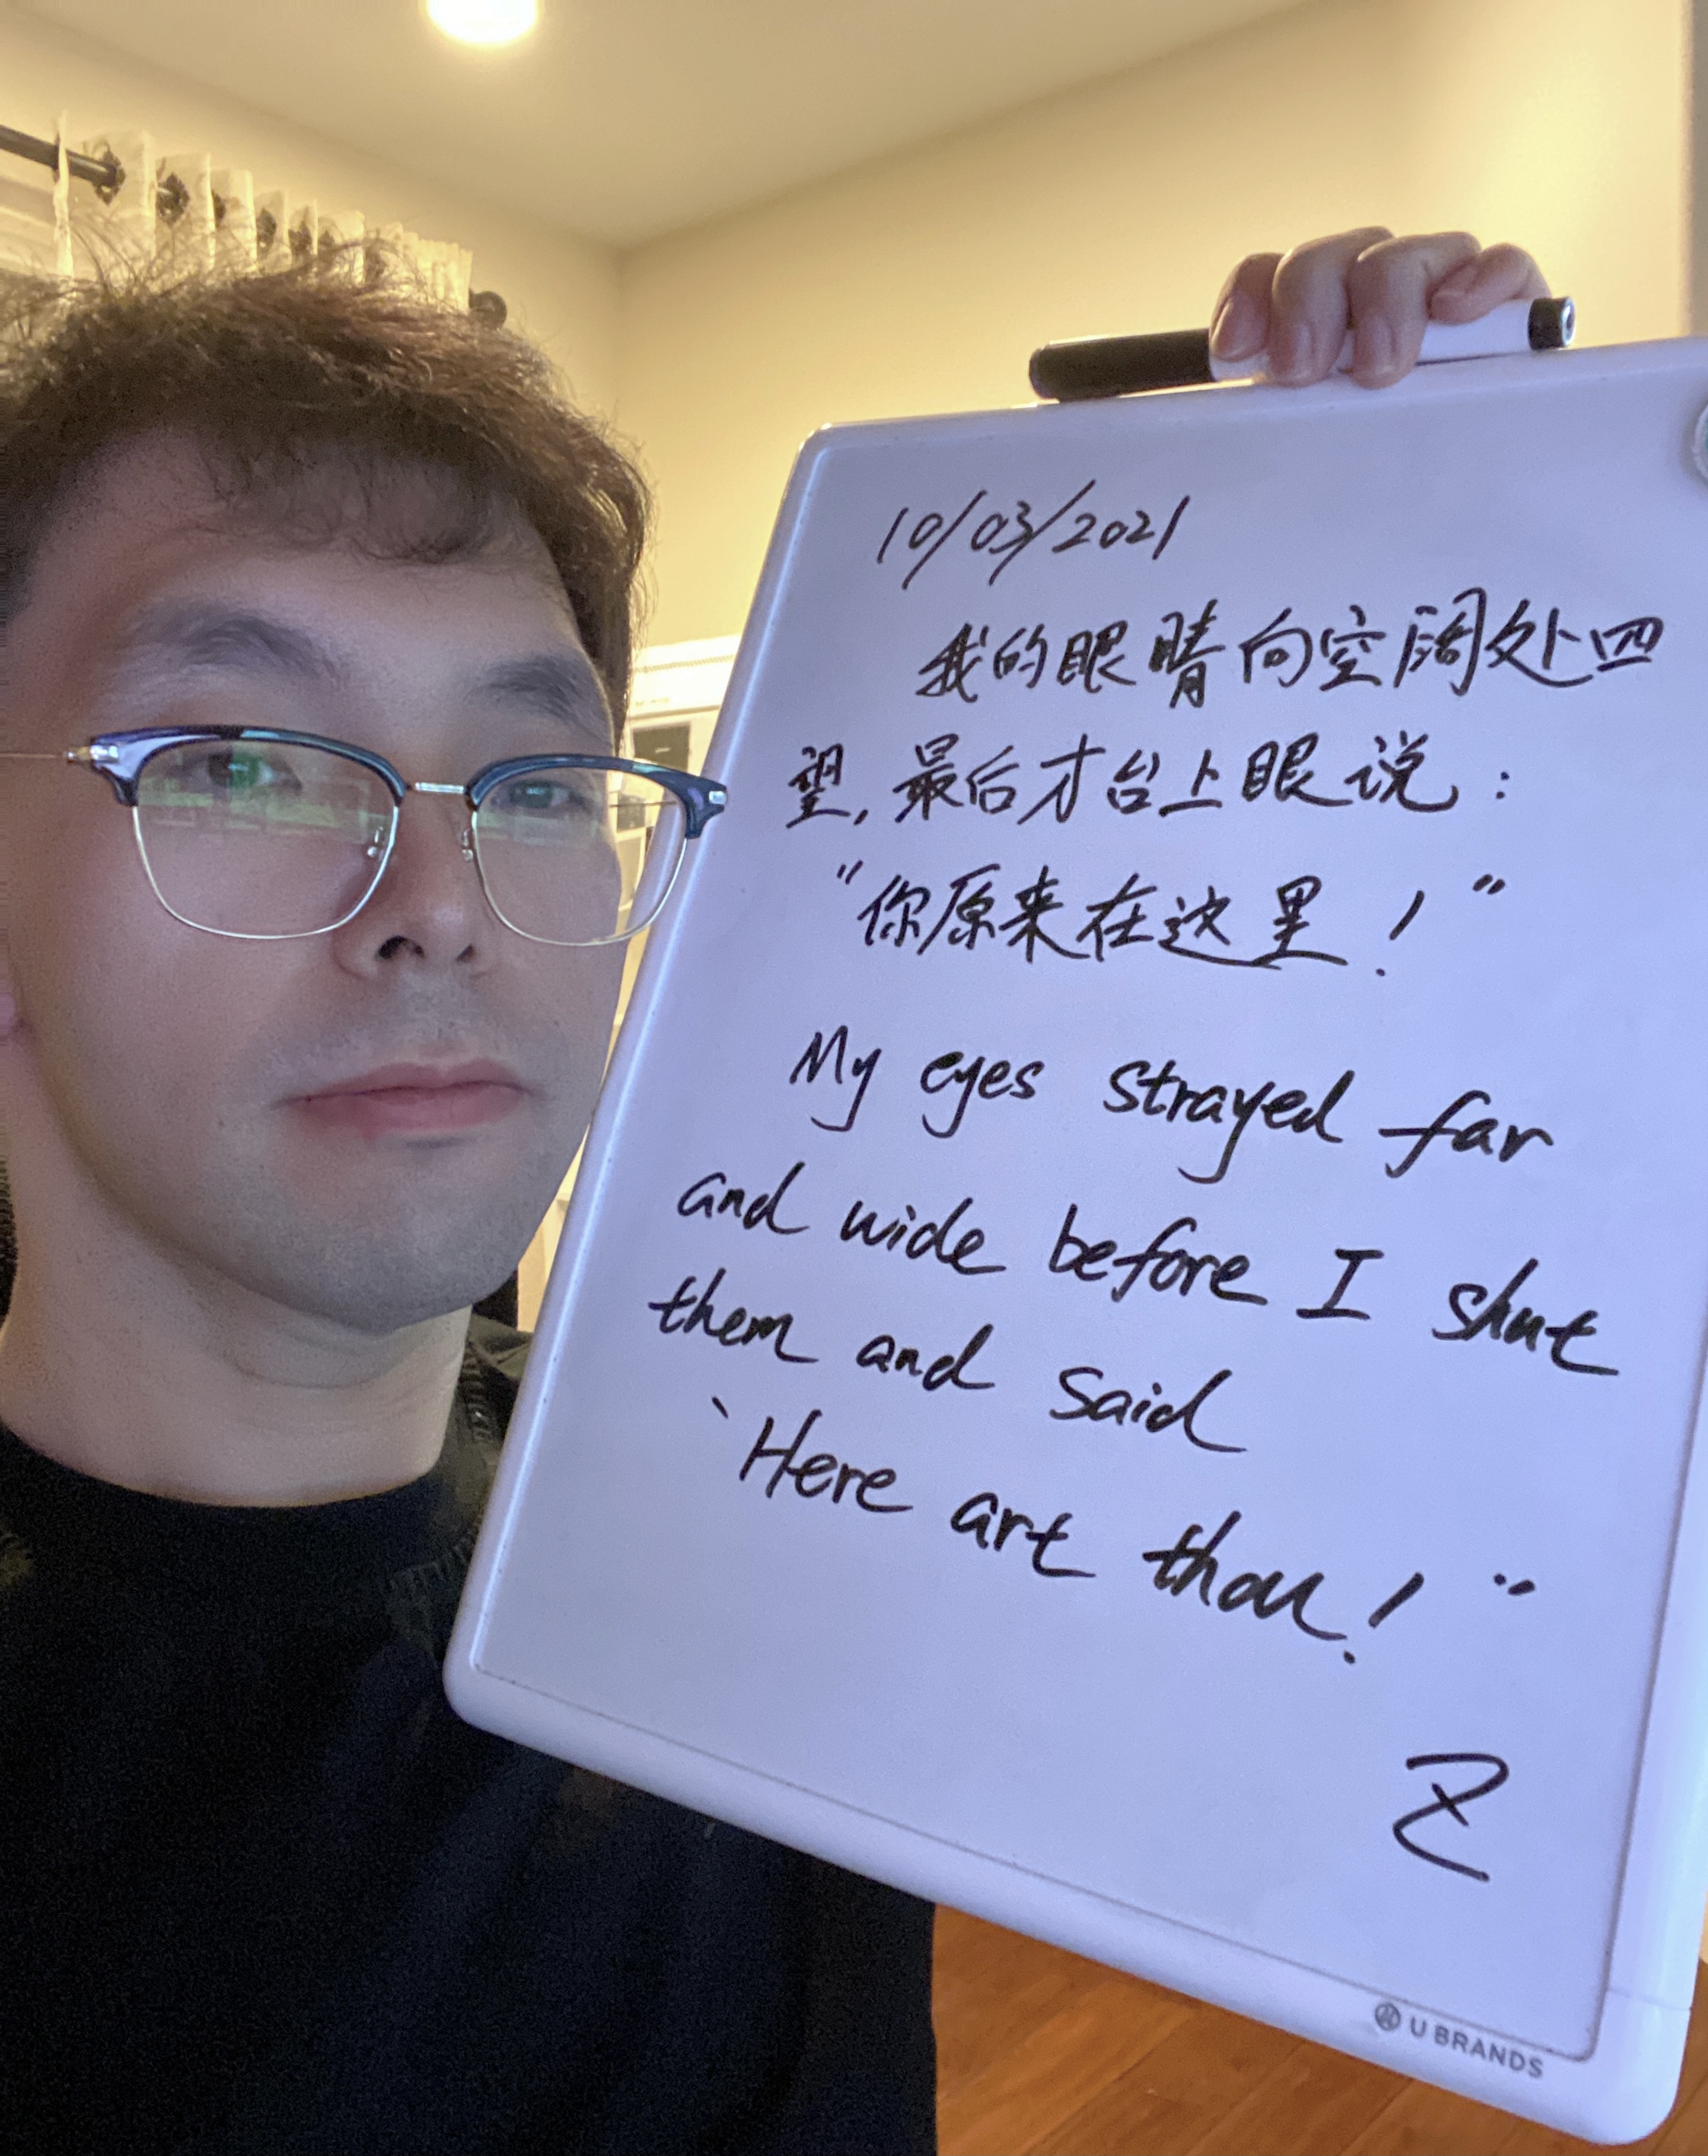 10/03/2021
我的眼睛向空阔处四
望,最后才台上眼说:
"你原来在这里!"
My eyes strayed far
and wide before I shut
them and said
`Here art thou!"
Z
U BRANDS